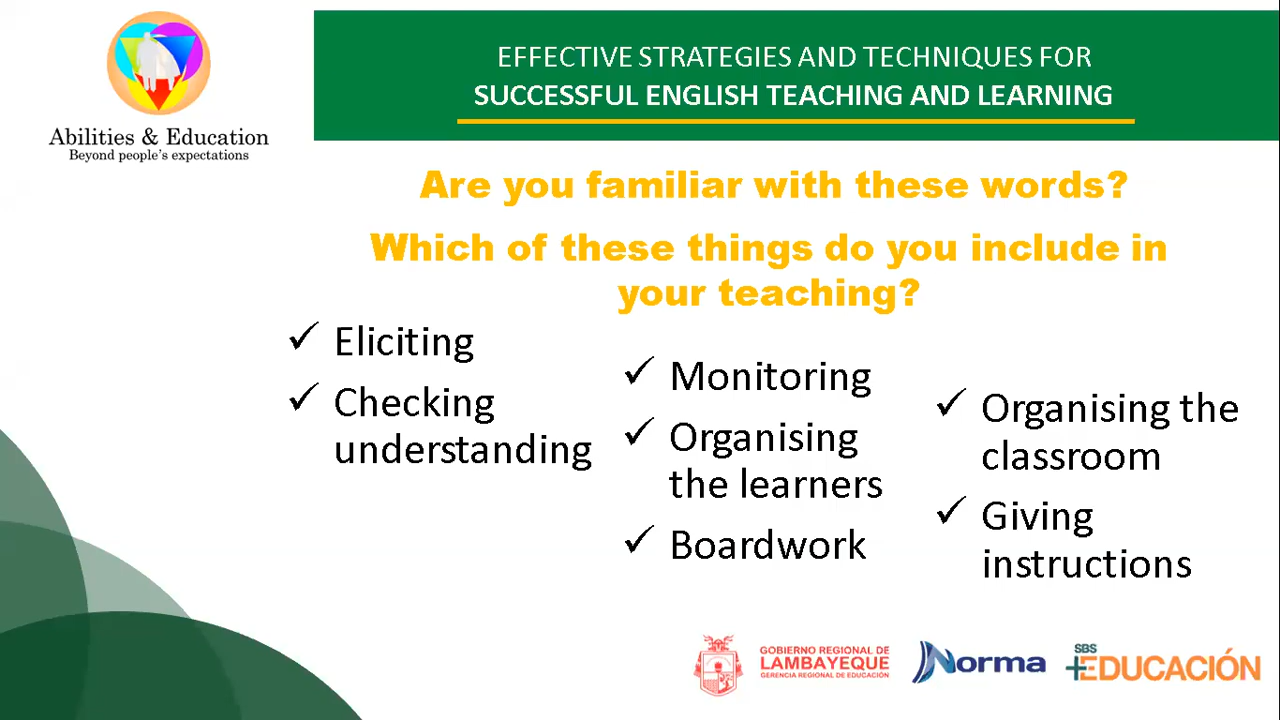 Abilities & Education
Beyond people's expectations
EFFECTIVE STRATEGIES AND TECHNIQUES FOR
SUCCESSFUL ENGLISH TEACHING AND LEARNING
Are you familiar with these words?
Which of these things do you include in
your teaching?
✓ Eliciting
✓ Checking
understanding
✓ Monitoring
✓ Organising
the learners
✓ Boardwork
✓ Organising the
classroom
✓ Giving
instructions
GOBIERNO REGIONAL DE
LAMBAYEQUE
GERENCIA REGIONAL DE EDUCACIÓN
Norma
SBS
EDUCACIÓN